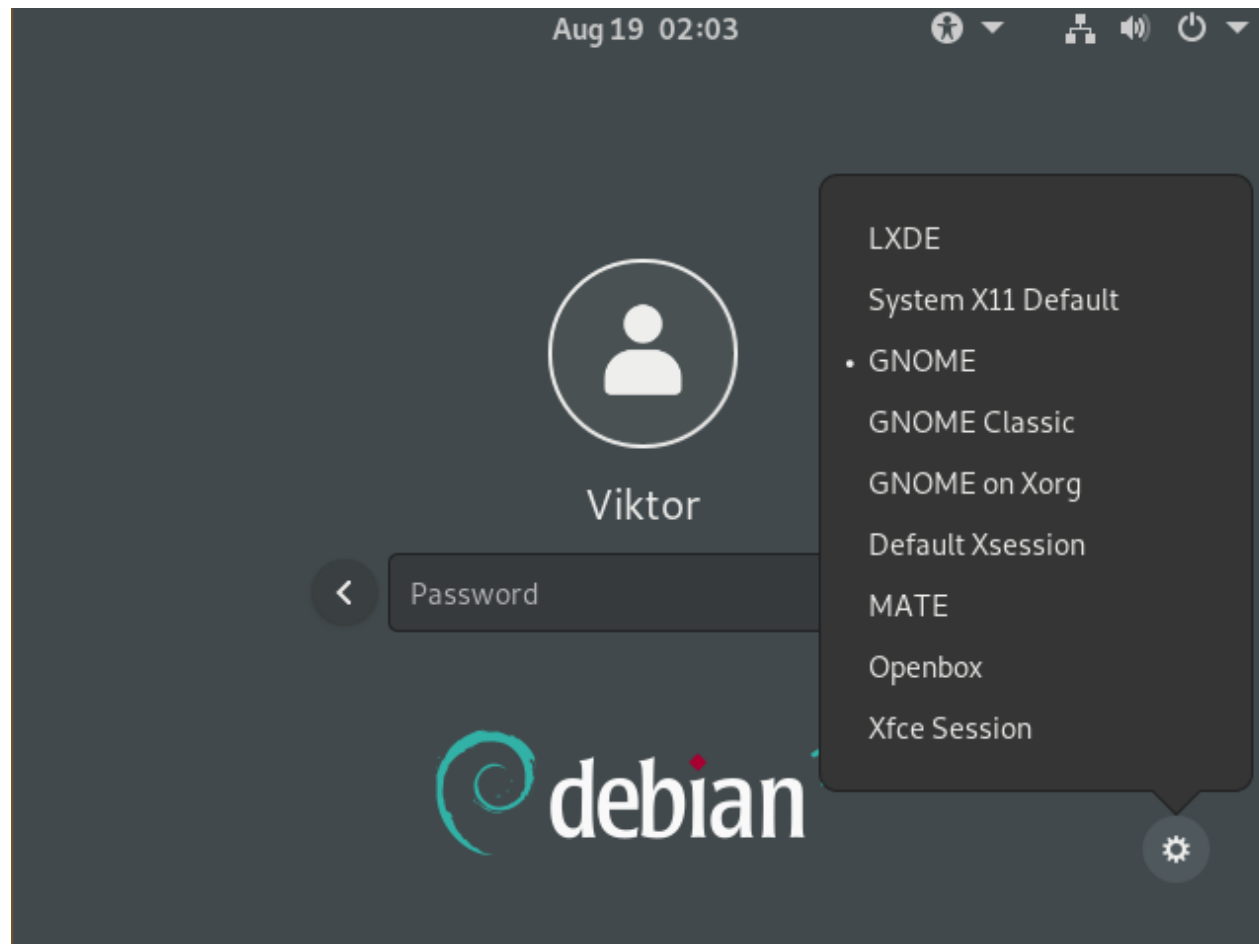 Aug 19 02:03
LXDE
System X11 Default
• GNOME
GNOME Classic
GNOME on Xorg
Default Xsession
MATE
Openbox
Xfce Session
Viktor
Password
debian